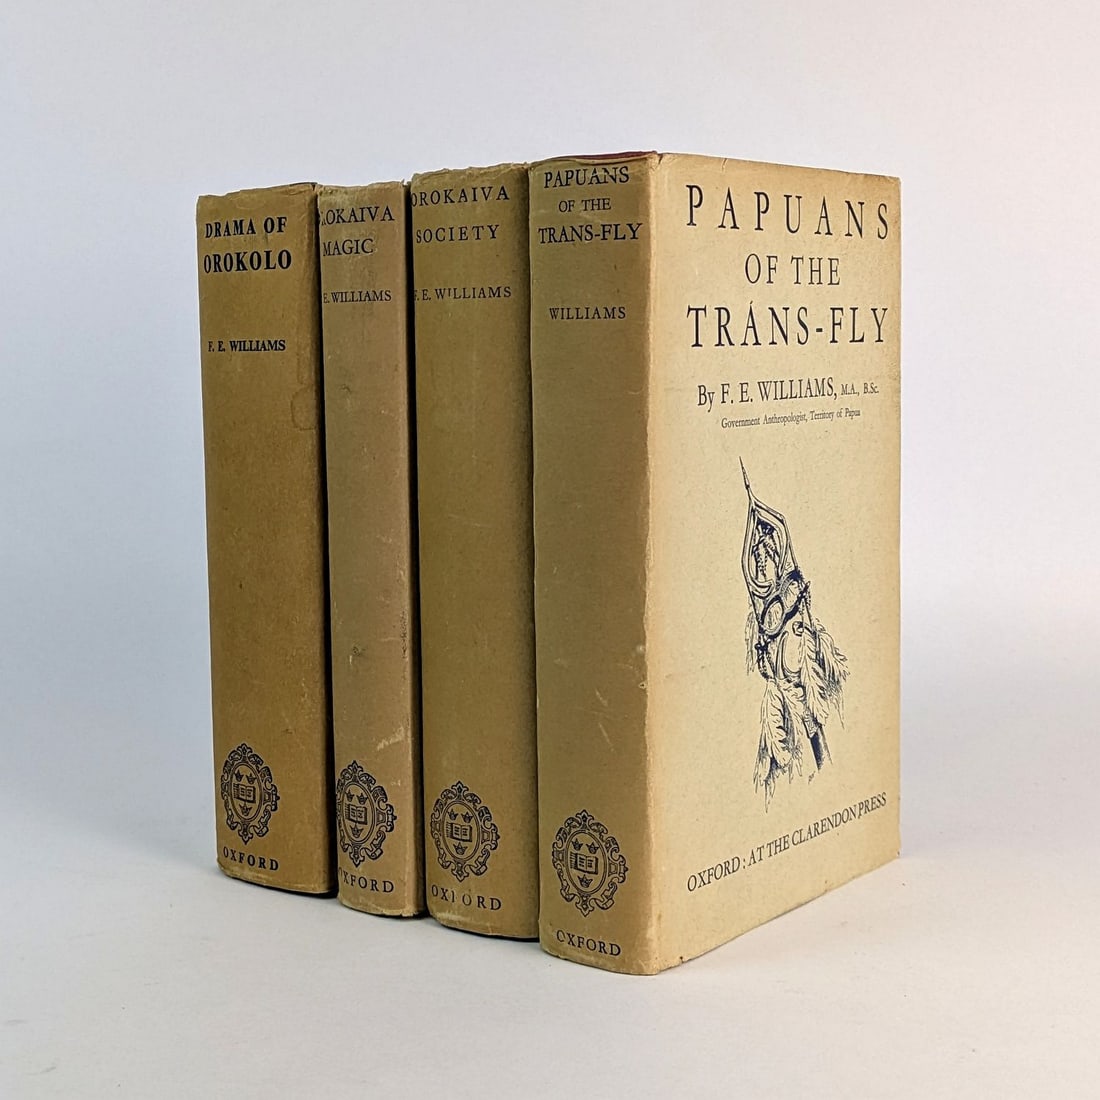 DRAMA OF
OROKOLO
F. E. WILLIAMS
OXFORD
ROKAIVA
MAGIC
E. WILLIAMS
OXFORD
OROKAIVA
SOCIETY
F. E. WILLIAMS
OXFORD
PAPUANS
OF THE
TRANS-FLY
WILLIAMS
OXFORD
PAPUANS
OF THE
TRANS-FLY
By F. E. WILLIAMS, M.A., B.Sc.
Government Anthropologist, Territory of Papua
OXFORD : AT THE CLARENDON PRESS